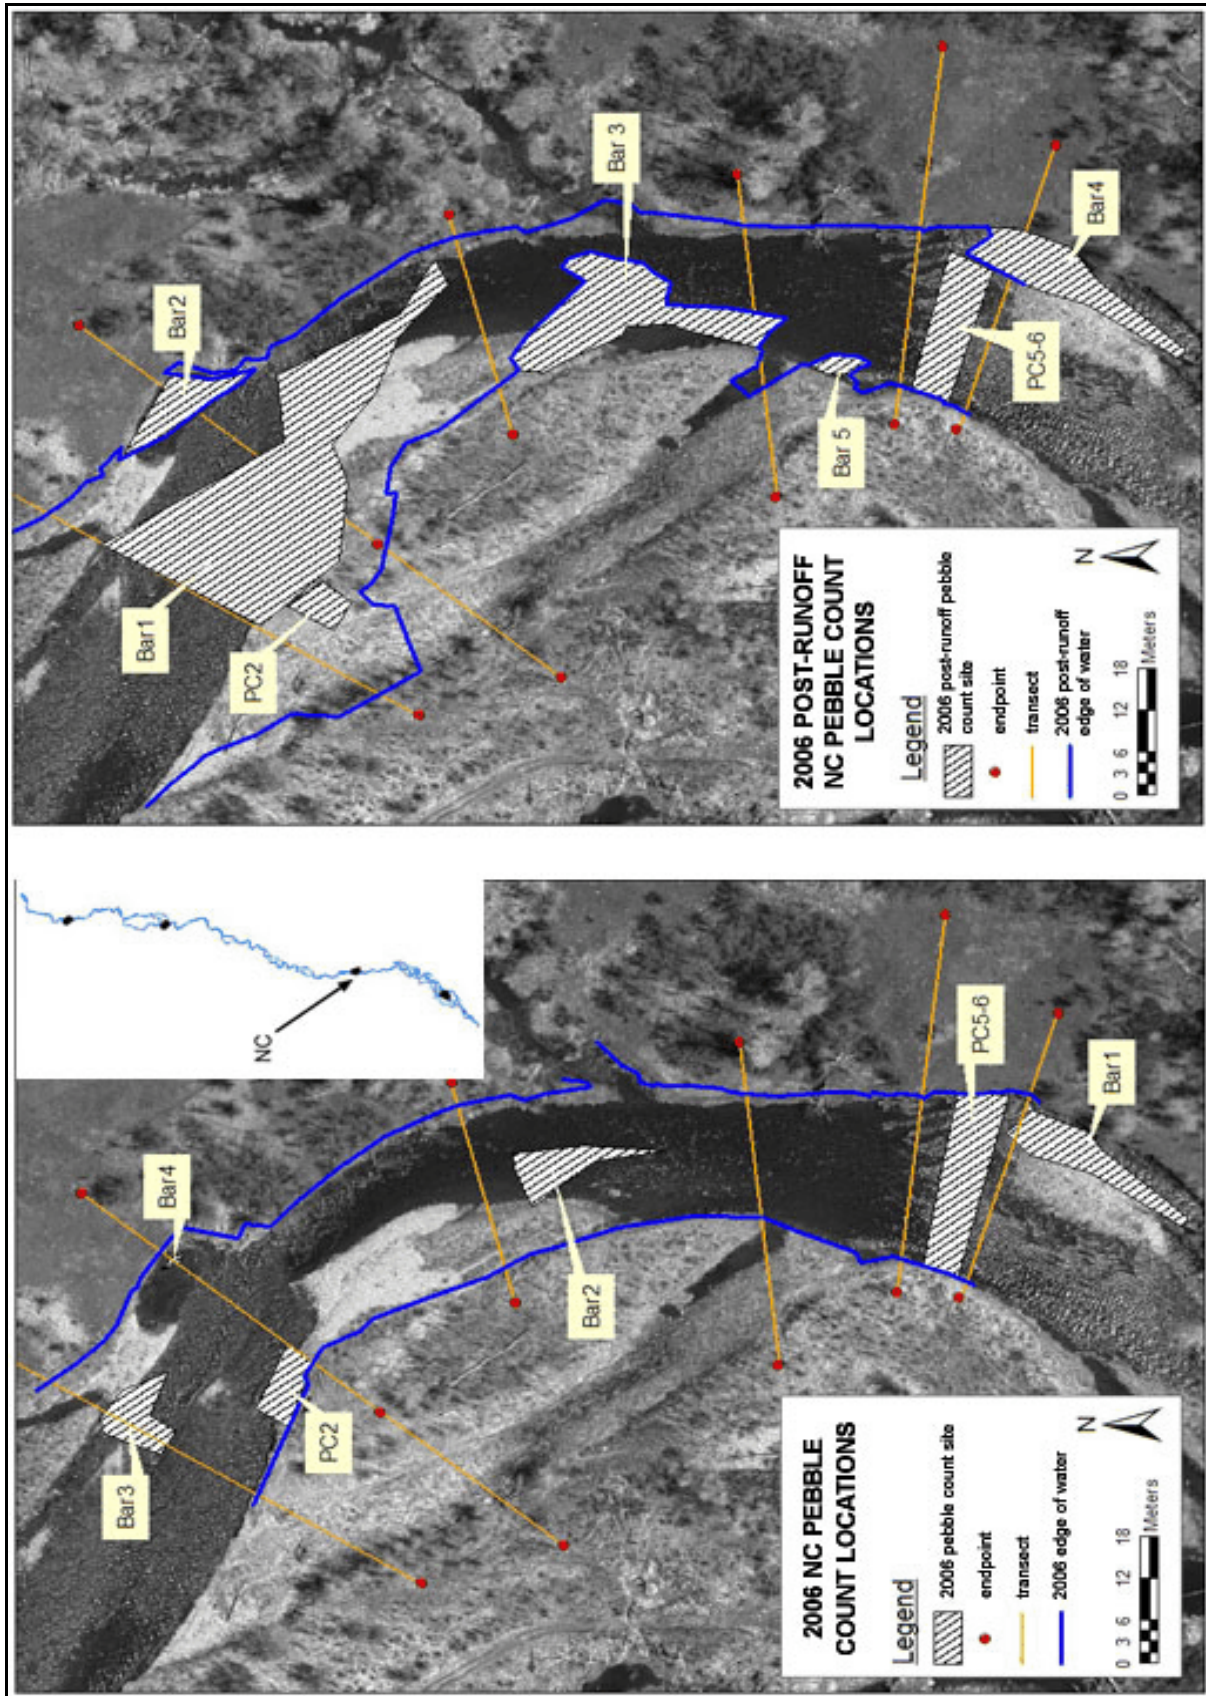 Bar3
Bar4
PC2
Bar2
PC5-6
Bar1
NC
2006 NC PEBBLE
COUNT LOCATIONS
Legend
2006 pebble count site
endpoint
transect
2006 edge of water
N
0 3 6 12 18
Meters
Bar1
Bar2
PC2
Bar 3
Bar 5
PC5-6
Bar4
2006 POST-RUNOFF
NC PEBBLE COUNT
LOCATIONS
Legend
2006 post-runoff pebble
count site
endpoint
transect
2006 post-runoff
edge of water
N
0 3 6 12 18
Meters